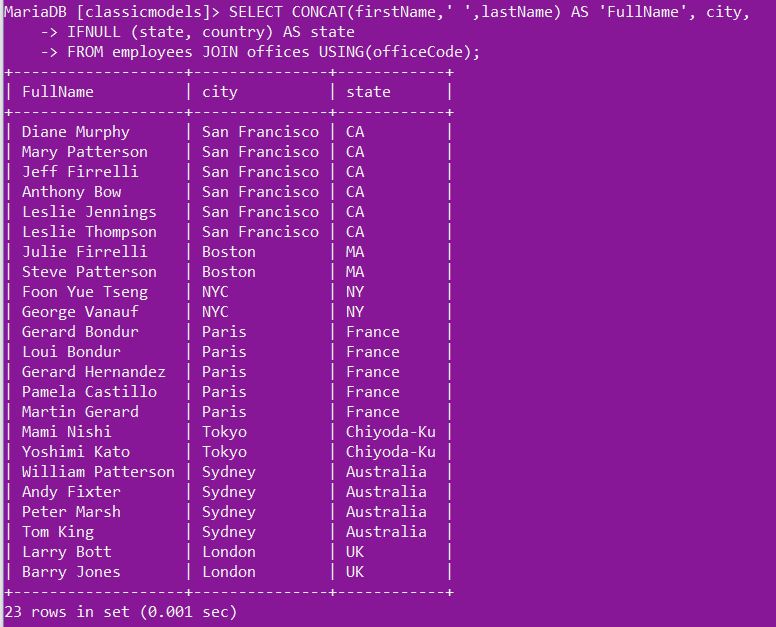 MariaDB [classicmodels]> SELECT CONCAT(firstName,' ',lastName) AS 'FullName', city,
    -> IFNULL (state, country) AS state
    -> FROM employees JOIN offices USING(officeCode);
+-------------------+---------------+------------+
| FullName          | city          | state      |
+-------------------+---------------+------------+
| Diane Murphy      | San Francisco | CA         |
| Mary Patterson    | San Francisco | CA         |
| Jeff Firrelli     | San Francisco | CA         |
| Anthony Bow       | San Francisco | CA         |
| Leslie Jennings   | San Francisco | CA         |
| Leslie Thompson   | San Francisco | CA         |
| Julie Firrelli    | Boston        | MA         |
| Steve Patterson   | Boston        | MA         |
| Foon Yue Tseng    | NYC           | NY         |
| George Vanauf     | NYC           | NY         |
| Gerard Bondur     | Paris         | France     |
| Loui Bondur       | Paris         | France     |
| Gerard Hernandez  | Paris         | France     |
| Pamela Castillo   | Paris         | France     |
| Martin Gerard     | Paris         | France     |
| Mami Nishi        | Tokyo         | Chiyoda-Ku |
| Yoshimi Kato      | Tokyo         | Chiyoda-Ku |
| William Patterson | Sydney        | Australia  |
| Andy Fixter       | Sydney        | Australia  |
| Peter Marsh       | Sydney        | Australia  |
| Tom King          | Sydney        | Australia  |
| Larry Bott        | London        | UK         |
| Barry Jones       | London        | UK         |
+-------------------+---------------+------------+
23 rows in set (0.001 sec)